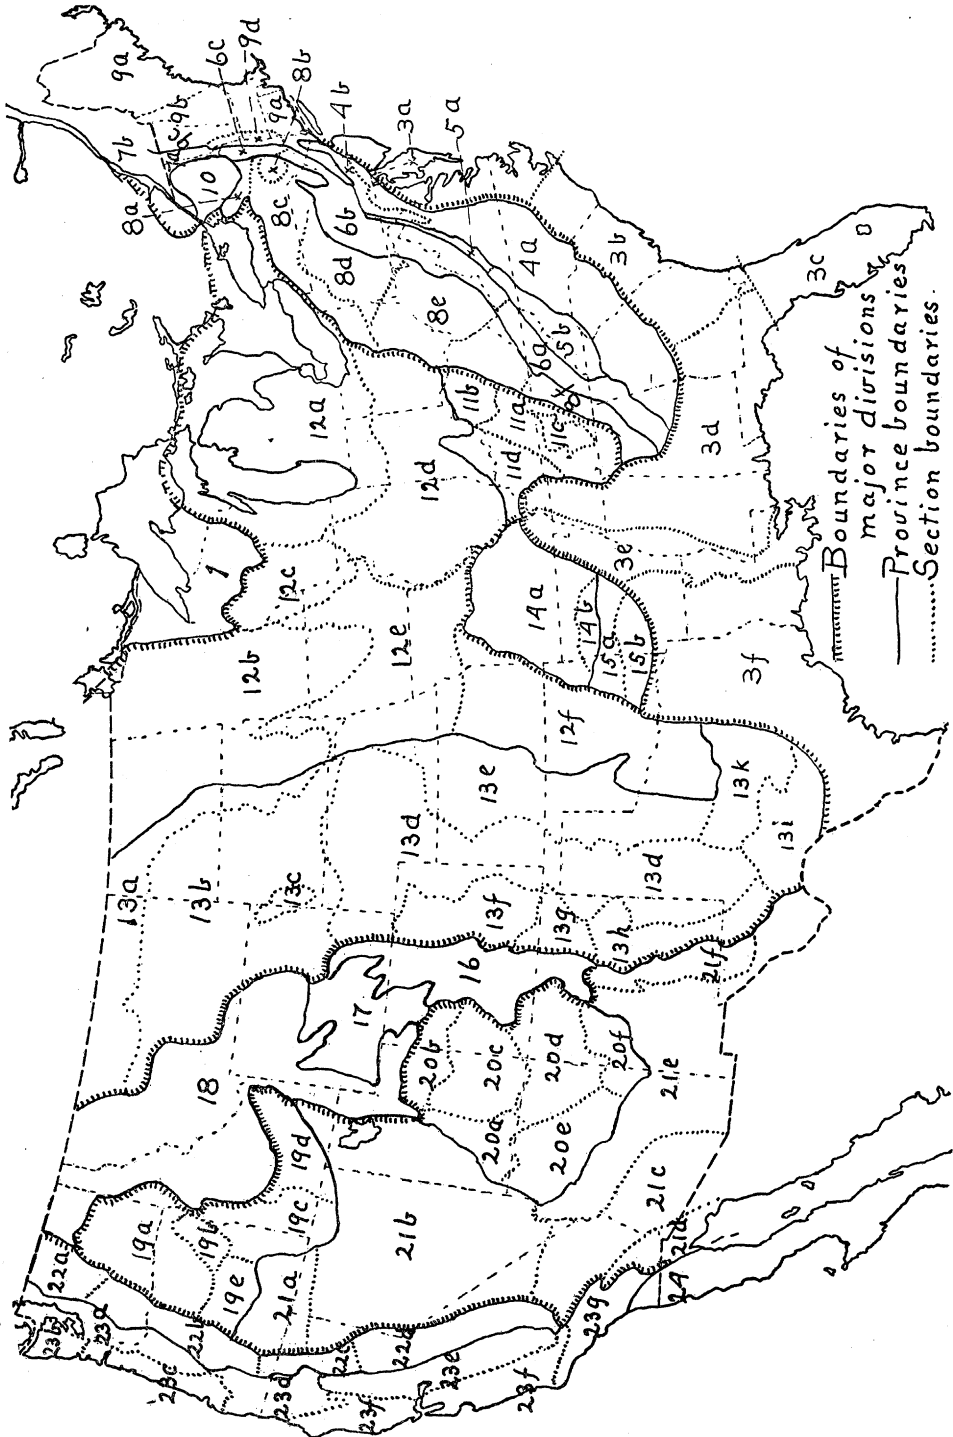 23b
22a
23a
13a
8a
7b
9a
19a
23c
9b
22b
19b
18
13b
1
10
6c
19e
12b
9d
23d
21a
19c
19d
13c
12c
8c
9a
8b
12a
22c
17
8d
6b
4b
23f
22d
21b
13d
12e
3a
23e
20b
12d
8e
5a
16
11b
20a
20c
13f
13e
23f
11d
11a
4a
14a
6a
20e
20d
13g
12f
11c
5b
23g
14b
15a
20f
13h
3e
3b
21c
13d
15b
24
21d
21e
3d
21f
13k
3f
13i
3c
Boundaries of
major divisions
Province boundaries
Section boundaries.